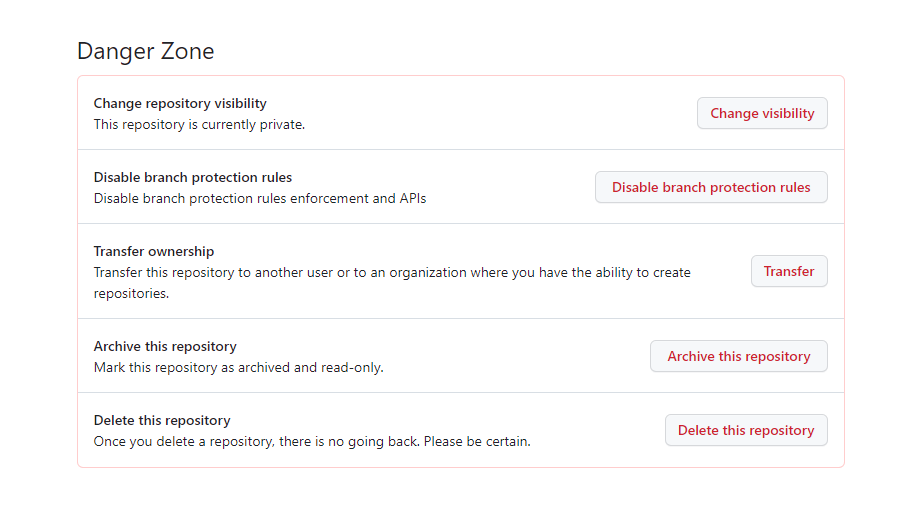 Danger Zone
Change repository visibility
This repository is currently private.
Change visibility
Disable branch protection rules
Disable branch protection rules enforcement and APIs
Disable branch protection rules
Transfer ownership
Transfer this repository to another user or to an organization where you have the ability to create
repositories.
Transfer
Archive this repository
Mark this repository as archived and read-only.
Archive this repository
Delete this repository
Once you delete a repository, there is no going back. Please be certain.
Delete this repository